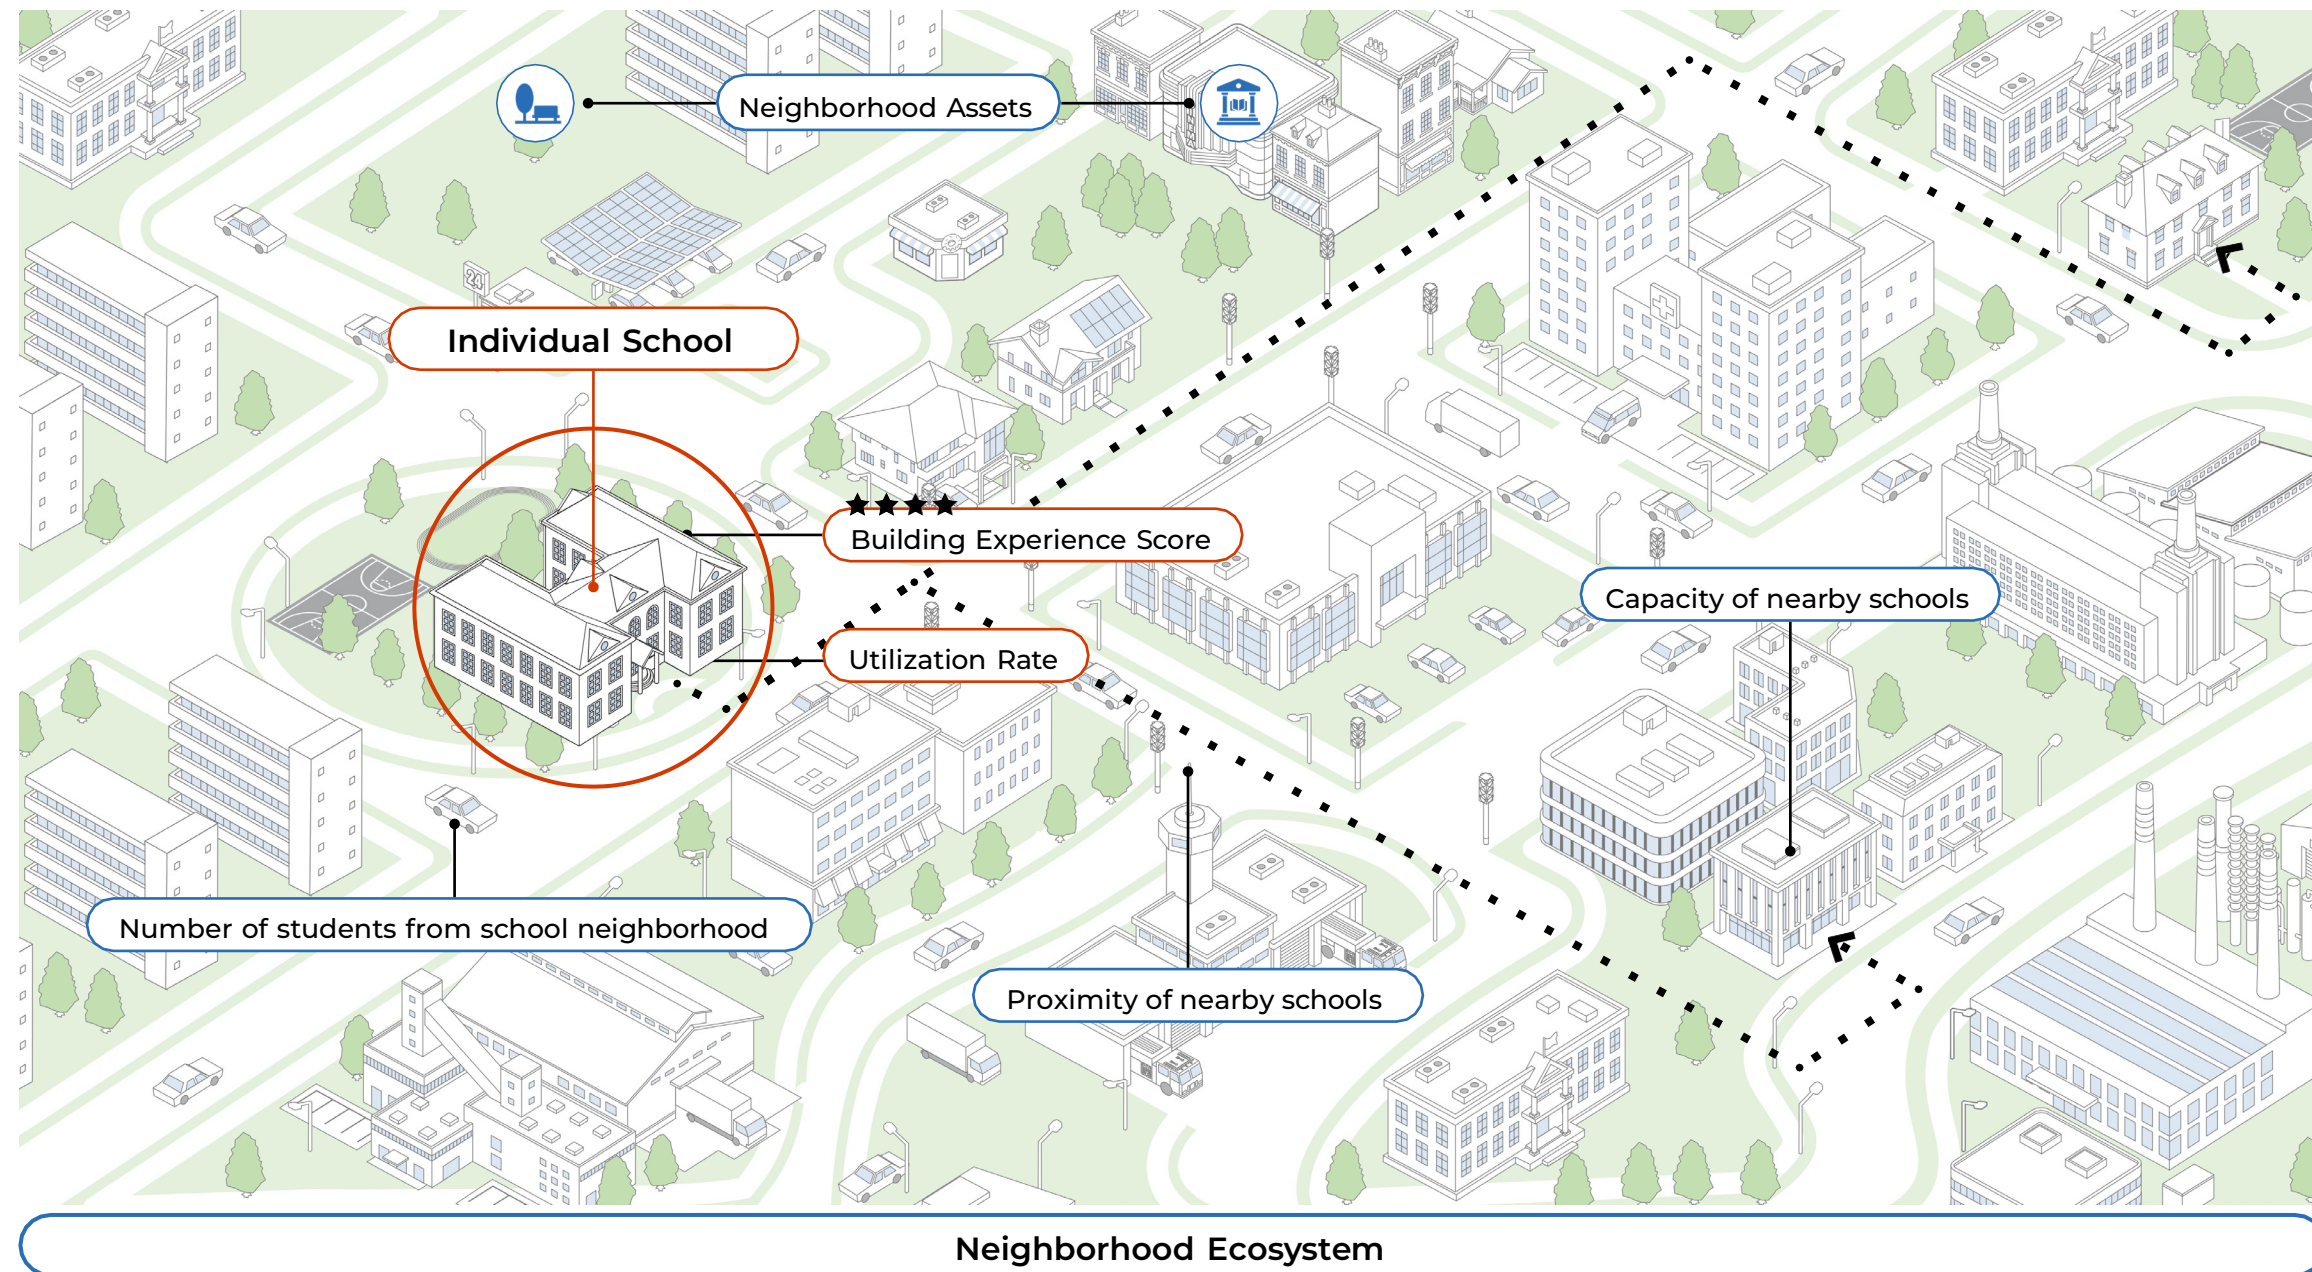 Neighborhood Assets
24
Individual School
Building Experience Score
Capacity of nearby schools
Utilization Rate
Number of students from school neighborhood
Proximity of nearby schools
Neighborhood Ecosystem